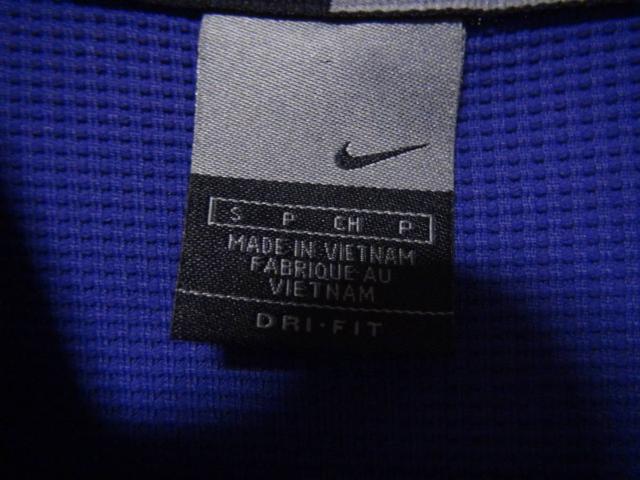 S P CH P
MADE IN VIETNAM
FABRIQUE AU
VIETNAM
DRI·FIT